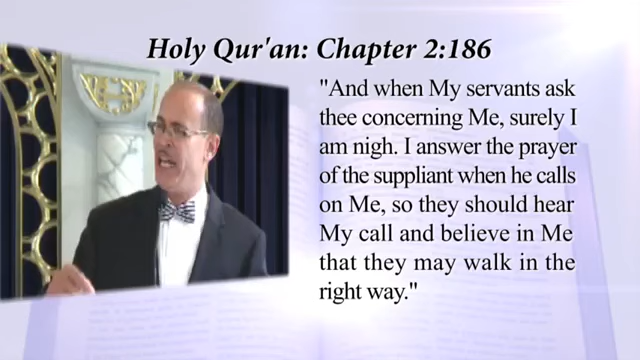 Holy Qur'an: Chapter 2:186
"And when My servants ask
thee concerning Me, surely I
am nigh. I answer the prayer
of the suppliant when he calls
on Me, so they should hear
My call and believe in Me
that they may walk in the
right way."